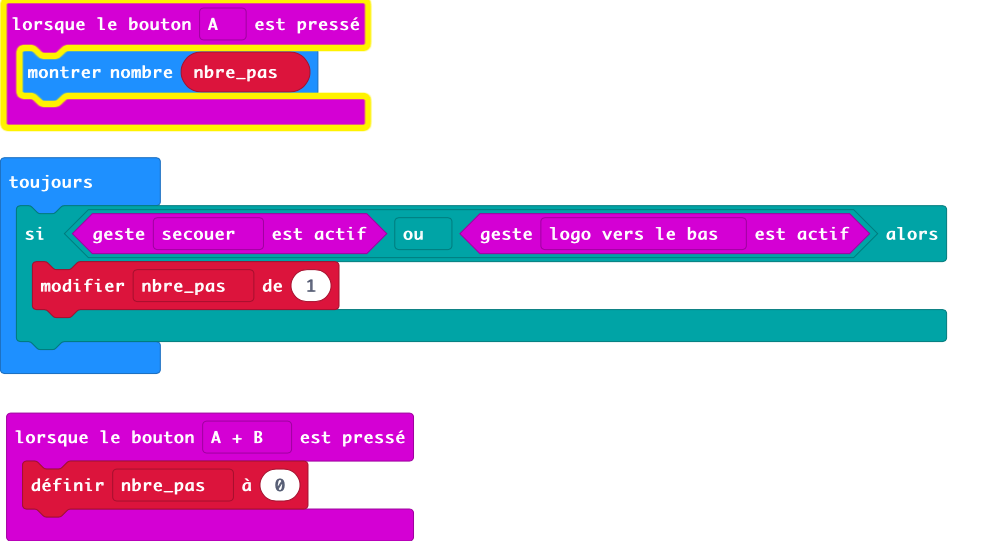 lorsque le bouton A est pressé
montrer nombre nbre_pas
toujours
si geste secouer est actif ou geste logo vers le bas est actif alors
modifier nbre_pas de 1
lorsque le bouton A + B est pressé
définir nbre_pas à 0